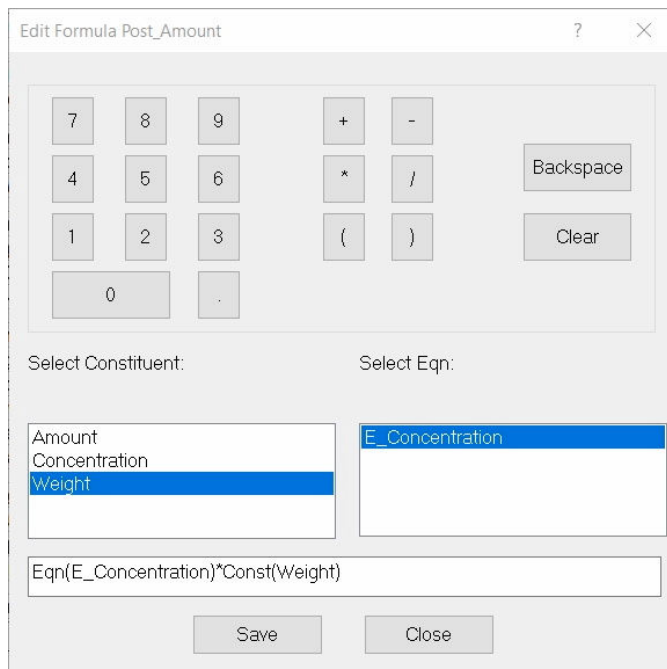 Edit Formula Post_Amount ?
7 8 9 + -
4 5 6 * / Backspace
1 2 3 ( ) Clear
0 .
Select Constituent: Select Eqn:
Amount E_Concentration
Concentration
Weight
Eqn(E_Concentration)*Const(Weight)
Save Close